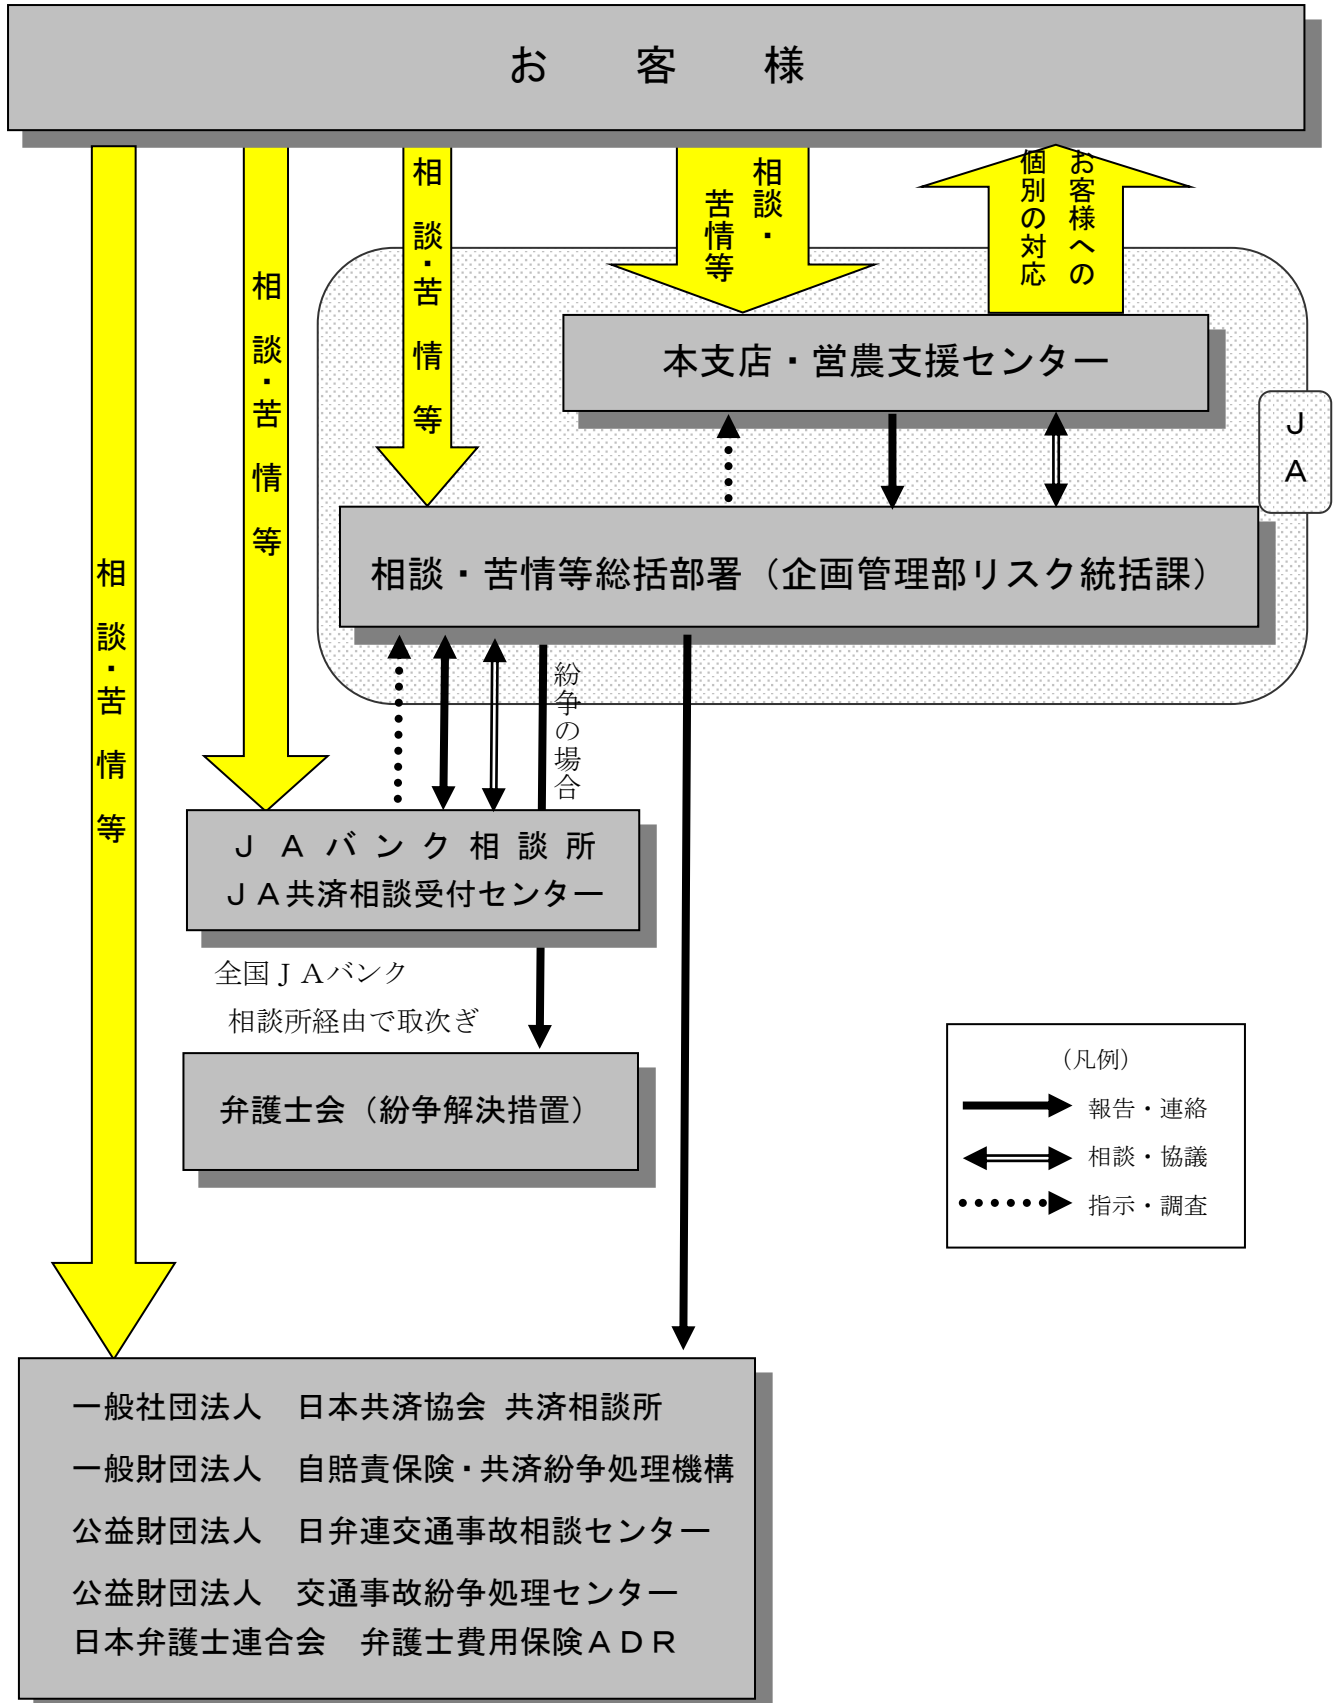 お客様
相談・苦情等
相談・苦情等
相談・苦情等
相談・
苦情等
お客様への
個別の対応
本支店・営農支援センター
ＪＡ
相談・苦情等総括部署（企画管理部リスク統括課）
紛争の場合
ＪＡバンク相談所
ＪＡ共済相談受付センター
全国ＪＡバンク
相談所経由で取次ぎ
弁護士会（紛争解決措置）
（凡例）
報告・連絡
相談・協議
指示・調査
一般社団法人　日本共済協会 共済相談所
一般財団法人　自賠責保険・共済紛争処理機構
公益財団法人　日弁連交通事故相談センター
公益財団法人　交通事故紛争処理センター
日本弁護士連合会　弁護士費用保険ＡＤＲ